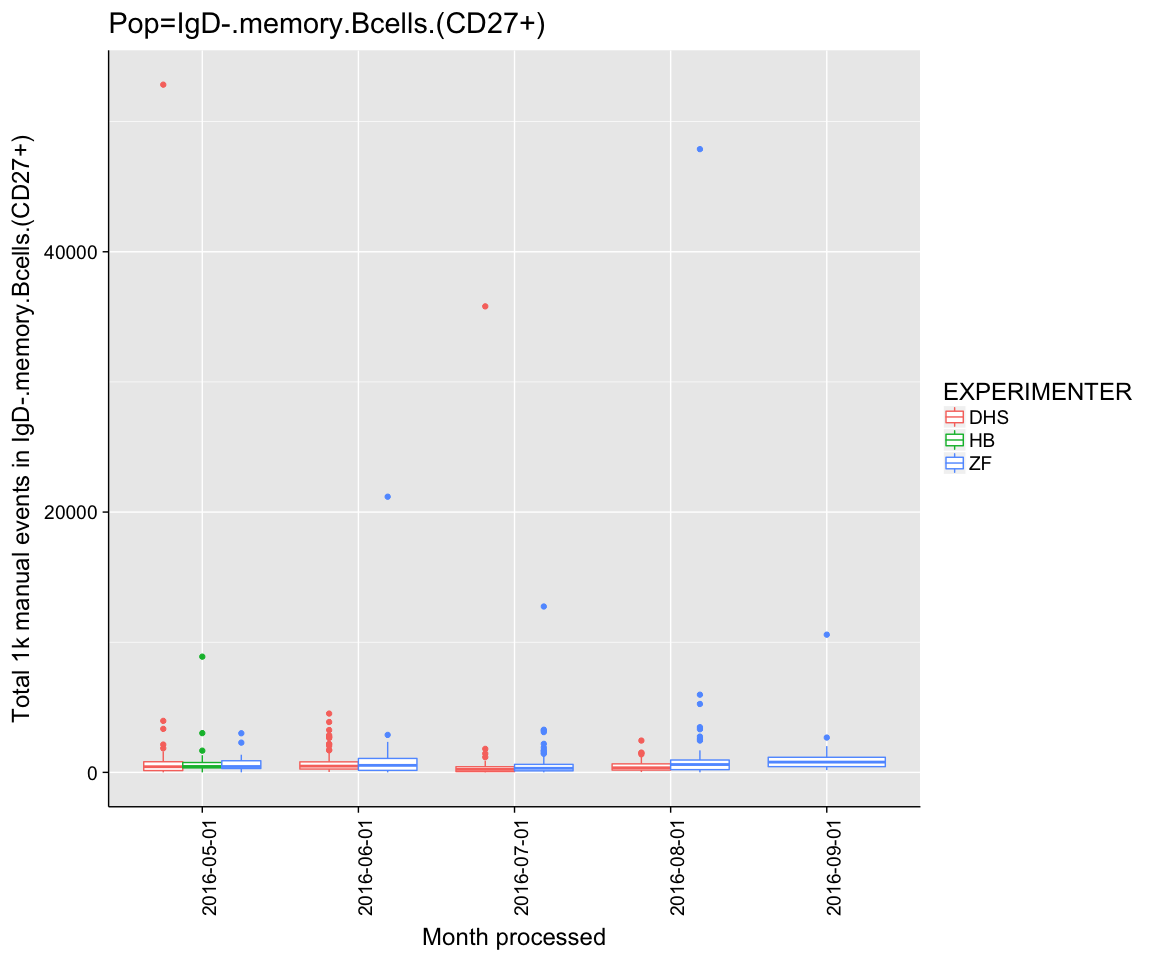 Pop=IgD-.memory.Bcells.(CD27+)
Total 1k manual events in IgD-.memory.Bcells.(CD27+)
40000
20000
0
2016-05-01
2016-06-01
2016-07-01
2016-08-01
2016-09-01
Month processed
EXPERIMENTER
DHS
HB
ZF